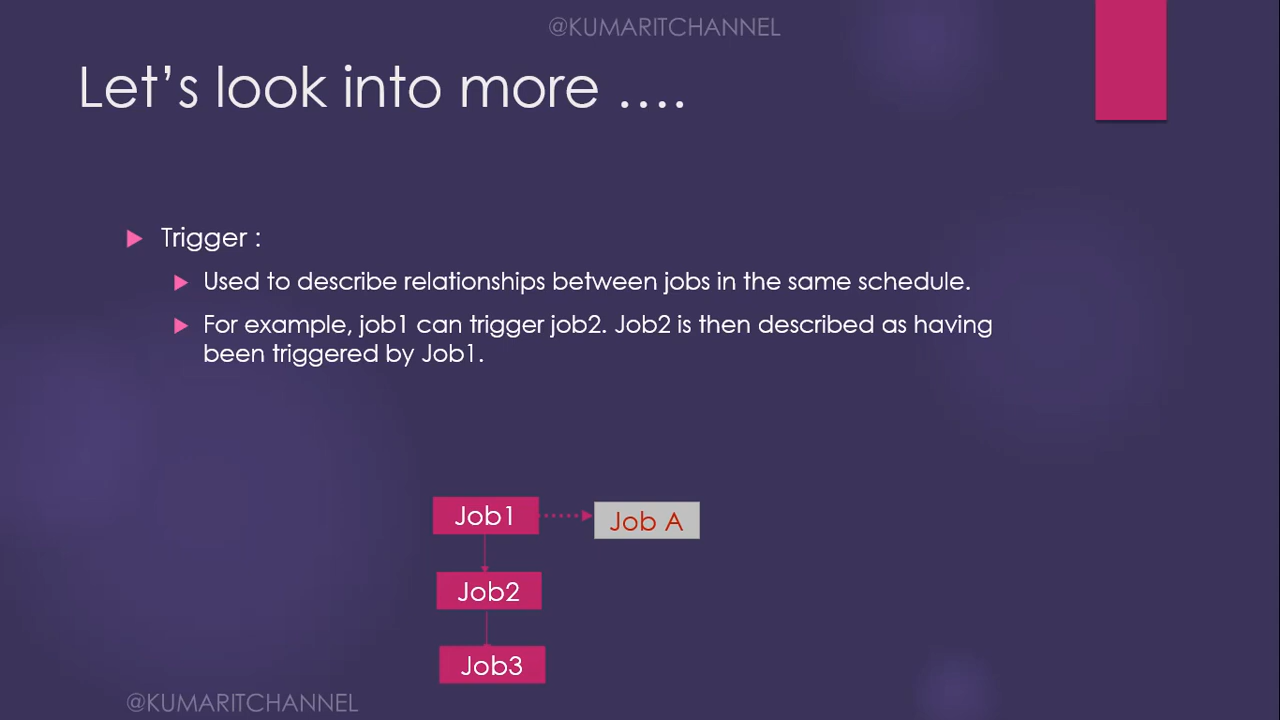 @KUMARITCHANNEL
Let's look into more ....
Trigger :
Used to describe relationships between jobs in the same schedule.
For example, job1 can trigger job2. Job2 is then described as having
been triggered by Job1.
Job1
Job A
Job2
Job3
@KUMARITCHANNEL